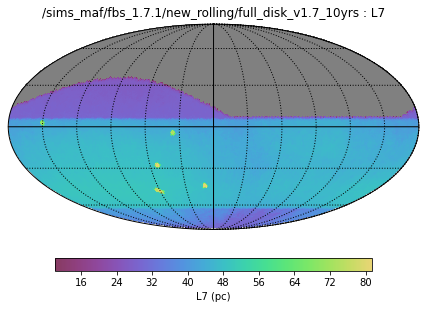 /sims_maf/fbs_1.7.1/new_rolling/full_disk_v1.7_10yrs : L7
16 24 32 40 48 56 64 72 80
L7 (pc)